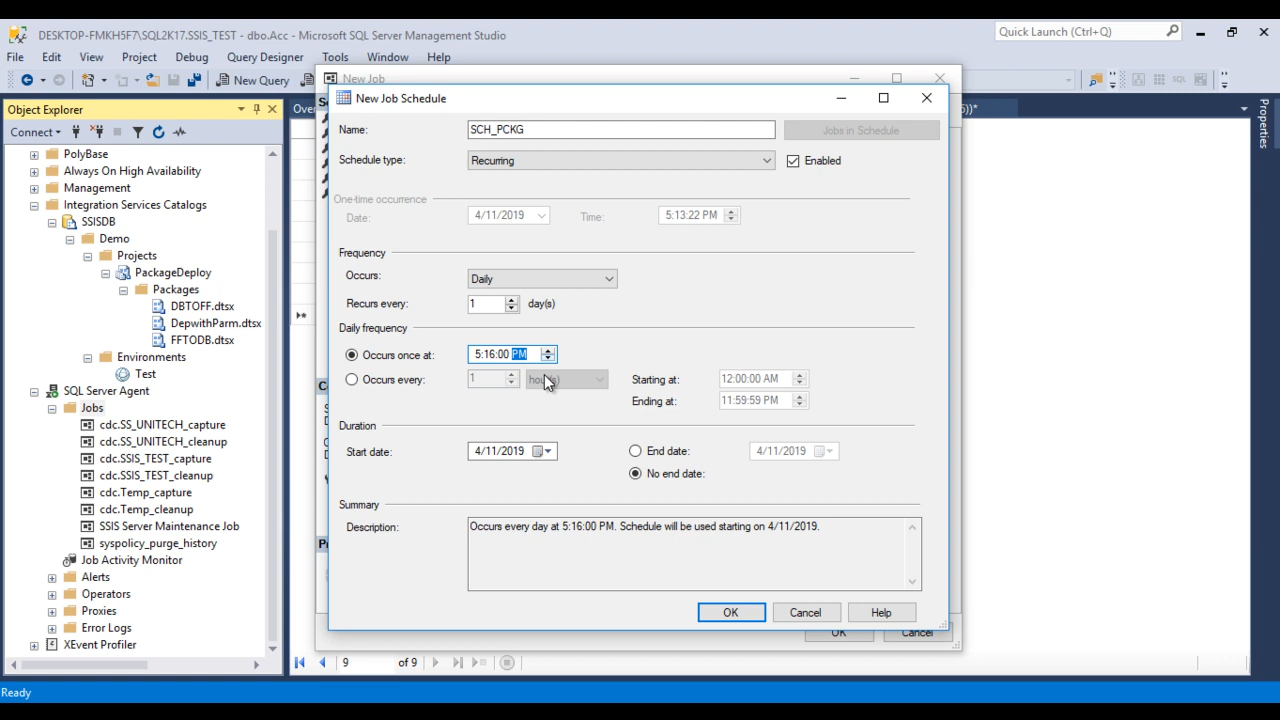 DESKTOP-FMKH5F7\SQL2K17.SSIS_TEST - dbo.Acc - Microsoft SQL Server Management Studio
Quick Launch (Ctrl+Q)
File Edit View Project Debug Query Designer Tools Window Help
New Query
New Job
Object Explorer
Connect
PolyBase
Always On High Availability
Management
Integration Services Catalogs
SSISDB
Demo
Projects
PackageDeploy
Packages
DBTOFF.dtsx
DepwithParm.dtsx
FFTODB.dtsx
Environments
Test
SQL Server Agent
Jobs
cdc.SS_UNITECH_capture
cdc.SS_UNITECH_cleanup
cdc.SSIS_TEST_capture
cdc.SSIS_TEST_cleanup
cdc.Temp_capture
cdc.Temp_cleanup
SSIS Server Maintenance Job
syspolicy_purge_history
Job Activity Monitor
Alerts
Operators
Proxies
Error Logs
XEvent Profiler
New Job Schedule
Name: SCH_PCKG Jobs in Schedule
Schedule type: Recurring Enabled
One-time occurrence
Date: 4/11/2019 Time: 5:13:22 PM
Frequency
Occurs: Daily
Recurs every: 1 day(s)
Daily frequency
Occurs once at: 5:16:00 PM
Occurs every: 1 hour(s) Starting at: 12:00:00 AM
Ending at: 11:59:59 PM
Duration
Start date: 4/11/2019 End date: 4/11/2019
No end date:
Summary
Description: Occurs every day at 5:16:00 PM. Schedule will be used starting on 4/11/2019.
OK Cancel Help
OK Cancel
9 of 9
Properties
SQL
Ready